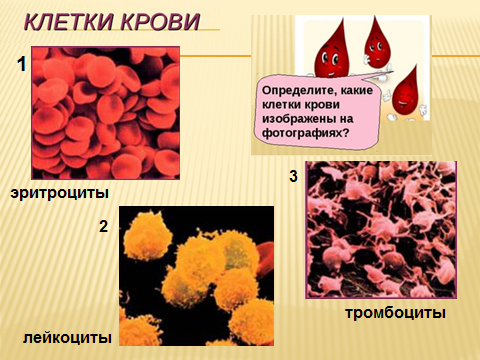 КЛЕТКИ КРОВИ
1
Определите, какие
клетки крови
изображены на
фотографиях?
эритроциты
2
3
лейкоциты
тромбоциты